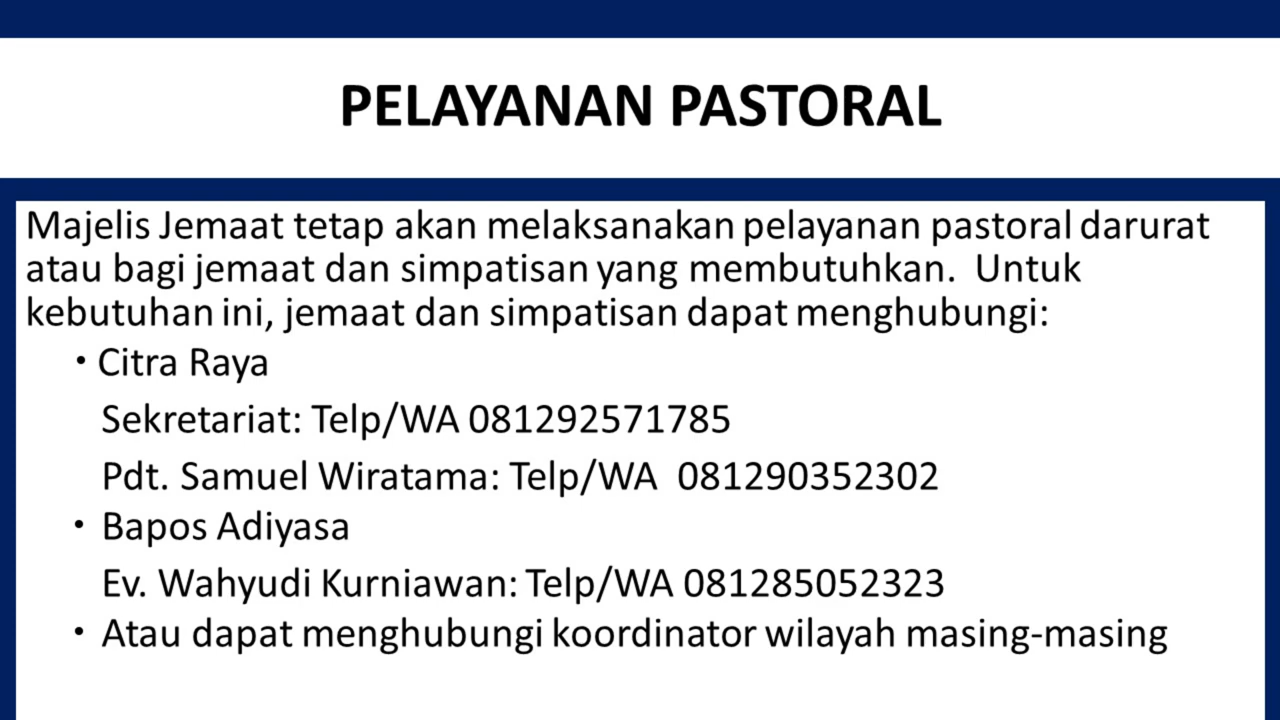 PELAYANAN PASTORAL
Majelis Jemaat tetap akan melaksanakan pelayanan pastoral darurat
atau bagi jemaat dan simpatisan yang membutuhkan.  Untuk
kebutuhan ini, jemaat dan simpatisan dapat menghubungi:
• Citra Raya
Sekretariat: Telp/WA 081292571785
Pdt. Samuel Wiratama: Telp/WA  081290352302
• Bapos Adiyasa
Ev. Wahyudi Kurniawan: Telp/WA 081285052323
• Atau dapat menghubungi koordinator wilayah masing-masing